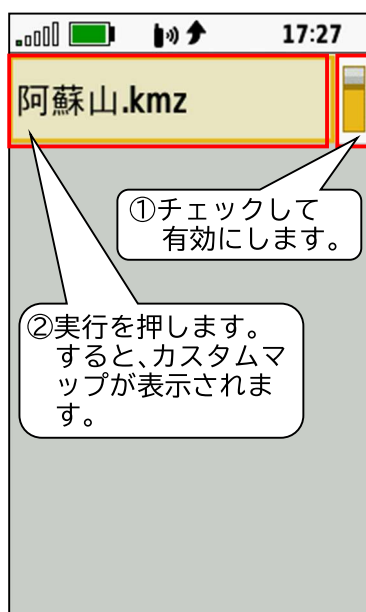 17:27
阿蘇山.kmz
①チェックして
有効にします。
②実行を押します。
すると、カスタムマ
ップが表示されま
す。